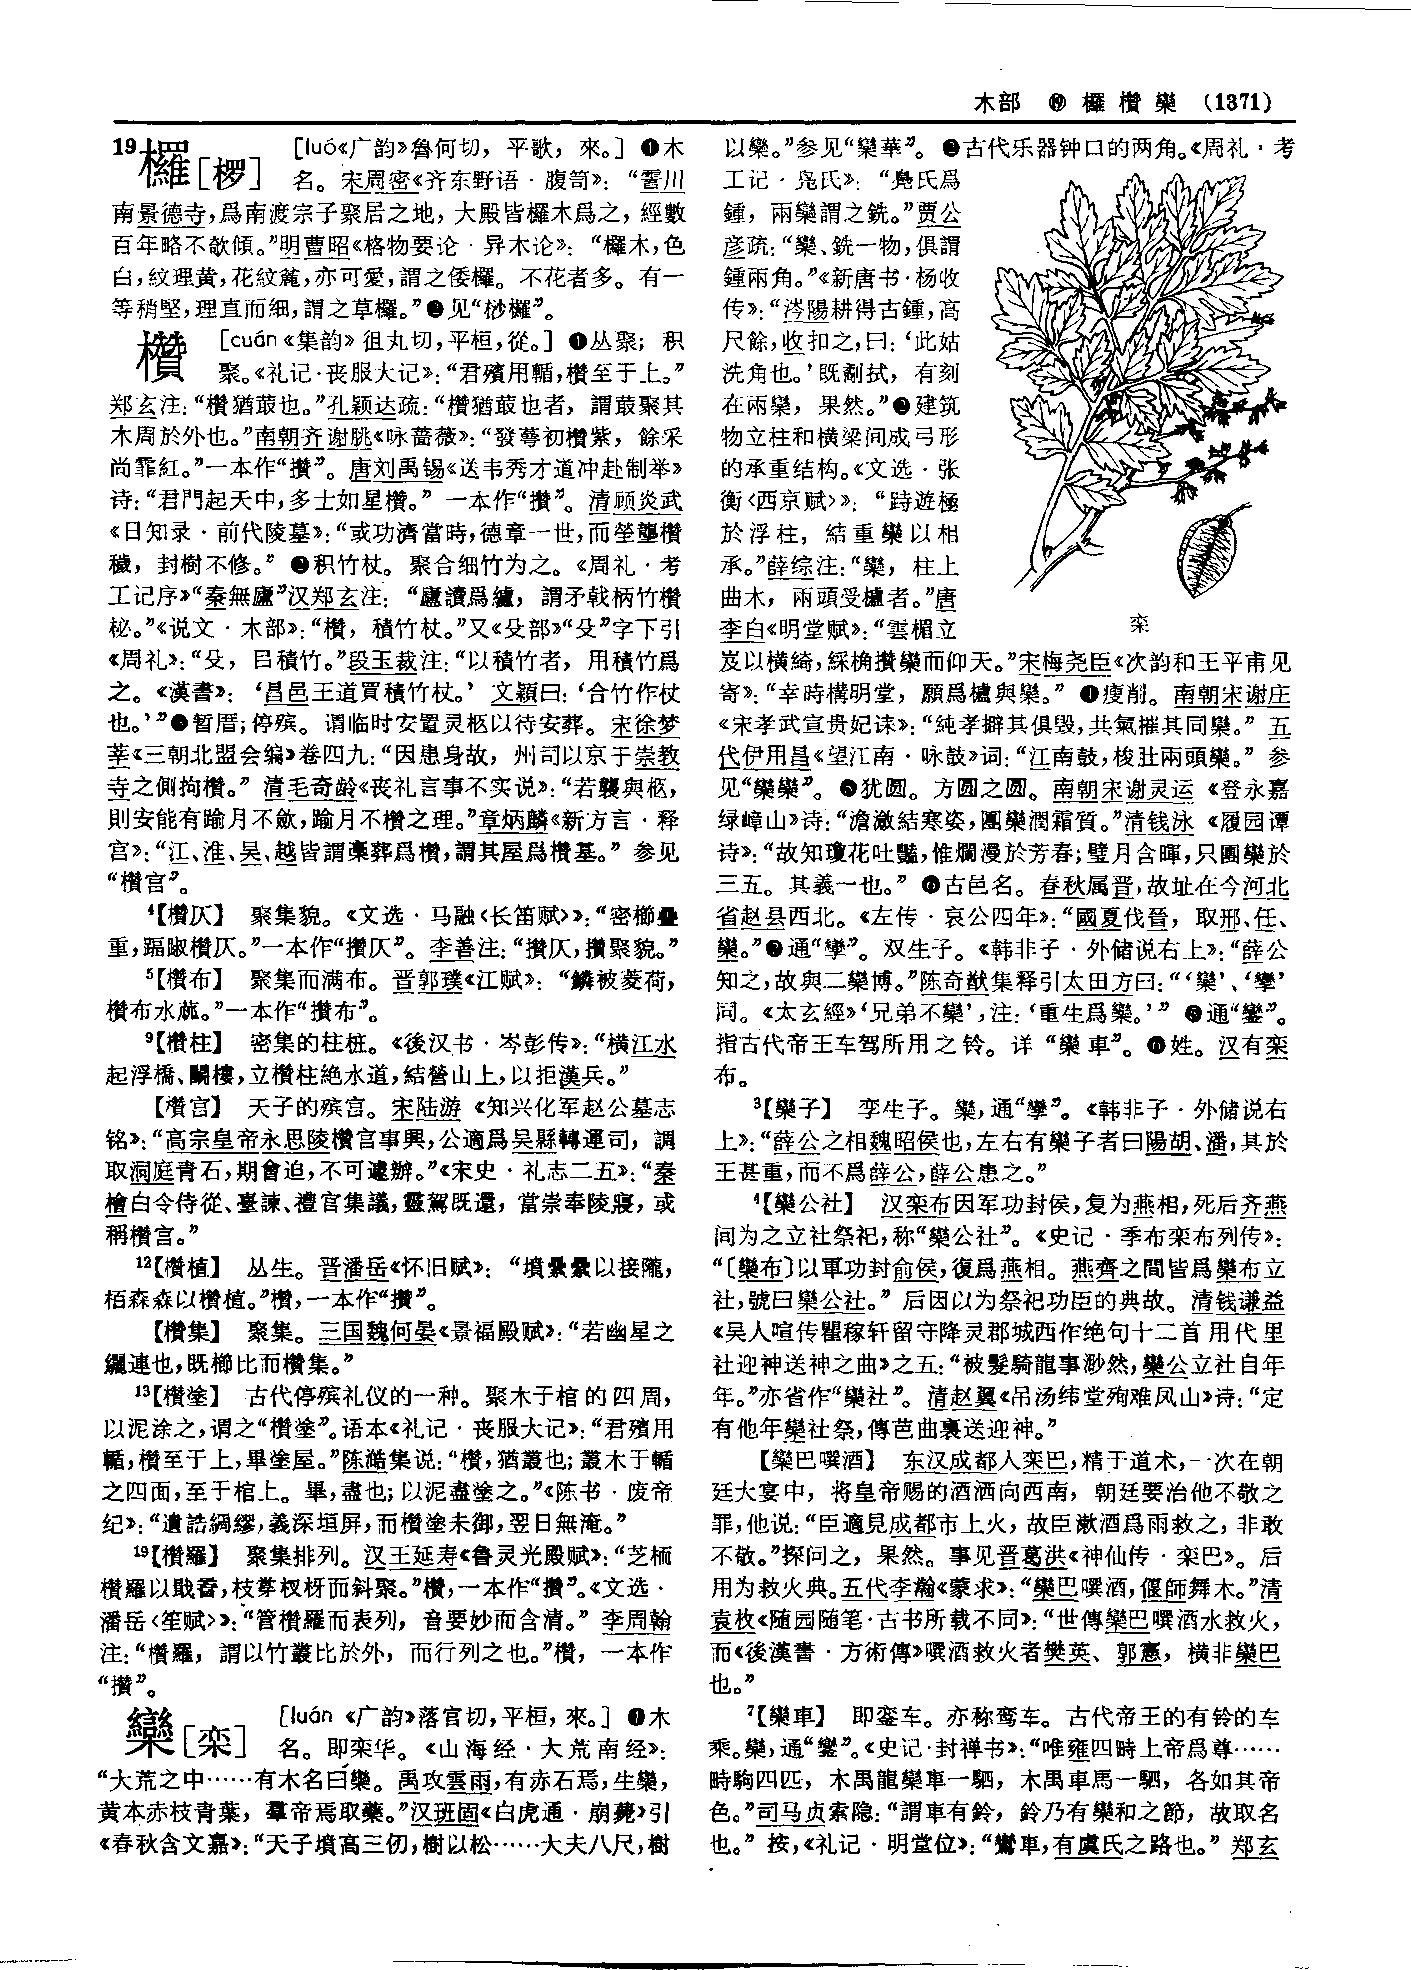 木部 ⑲ 欏 欑 欒 (1371)
19欏[椤] [luó《广韵》魯何切，平歌，來。] ❶木
名。宋周密《齐东野语·腹笥》：“霅川
南景德寺，爲南渡宗子聚居之地，大殿皆欏木爲之，經數
百年略不欹傾。”明曹昭《格物要论·异木论》：“欏木，色
白，紋理黄，花紋麄，亦可愛，謂之倭欏。不花者多。有一
等稍堅，理直而細，謂之草欏。”❷见“桫欏”。
欑 [cuán《集韵》徂丸切，平桓，從。] ❶丛聚；积
聚。《礼记·丧服大记》：“君殯用輴，欑至于上。”
郑玄注：“欑猶菆也。”孔颖达疏：“欑猶菆也者，謂菆聚其
木周於外也。”南朝齐谢朓《咏蔷薇》：“發萼初欑紫，餘采
尚霏紅。”一本作“攢”。唐刘禹锡《送韦秀才道冲赴制举》
诗：“君門起天中，多士如星欑。”一本作“攢”。清顾炎武
《日知录·前代陵墓》：“或功濟當時，德章一世，而塋壟欑
穢，封樹不修。”❷积竹杖。聚合细竹为之。《周礼·考
工记序》“秦無廬”汉郑玄注：“廬讀爲纑，謂矛戟柄竹欑
柲。”《说文·木部》：“欑，積竹杖。”又《殳部》“殳”字下引
《周礼》：“殳，㠯積竹。”段玉裁注：“以積竹者，用積竹爲
之。《漢書》：‘昌邑王道買積竹杖。’文穎曰：‘合竹作杖
也。’”❸暂厝；停殡。谓临时安置灵柩以待安葬。宋徐梦
莘《三朝北盟会编》卷四九：“因患身故，州司以京于崇教
寺之側拘欑。”清毛奇龄《丧礼言事不实说》：“若襲與柩，
則安能有踰月不歛，踰月不欑之理。”章炳麟《新方言·释
宫》：“江、淮、吴、越皆謂稾葬爲欑，謂其屋爲欑基。”参见
“欑宫”。
4【欑仄】 聚集貌。《文选·马融〈长笛赋〉》：“密櫛疊
重，踾踧欑仄。”一本作“攢仄”。李善注：“攢仄，攢聚貌。”
5【欑布】 聚集而满布。晋郭璞《江赋》：“鱗被菱荷，
欑布水蓏。”一本作“攢布”。
9【欑柱】 密集的柱桩。《後汉书·岑彭传》：“横江水
起浮橋、鬭樓，立欑柱絶水道，結營山上，以拒漢兵。”
【欑宫】 天子的殡宫。宋陆游《知兴化军赵公墓志
铭》：“高宗皇帝永思陵欑宫事興，公適爲吴縣轉運司，調
取洞庭青石，期會迫，不可遽辦。”《宋史·礼志二五》：“秦
檜白令侍從、臺諫、禮官集議，靈駕既還，當崇奉陵寢，或
稱欑宫。”
12【欑植】 丛生。晋潘岳《怀旧赋》：“墳纍纍以接隴，
栢森森以欑植。”欑，一本作“攢”。
【欑集】 聚集。三国魏何晏《景福殿赋》：“若幽星之
纚連也，既櫛比而欑集。”
13【欑塗】 古代停殡礼仪的一种。聚木于棺的四周，
以泥涂之，谓之“欑塗”。语本《礼记·丧服大记》：“君殯用
輴，欑至于上，畢塗屋。”陈澔集说：“欑，猶叢也；叢木于輴
之四面，至于棺上。畢，盡也；以泥盡塗之。”《陈书·废帝
纪》：“遺誥綢繆，義深垣屏，而欑塗未御，翌日無淹。”
19【欑羅】 聚集排列。汉王延寿《鲁灵光殿赋》：“芝栭
欑羅以戢孴，枝掌杈枒而斜聚。”欑，一本作“攢”。《文选·
潘岳〈笙赋〉》：“管欑羅而表列，音要妙而含清。”李周翰
注：“欑羅，謂以竹叢比於外，而行列之也。”欑，一本作
“攢”。
欒[栾] [luán《广韵》落官切，平桓，來。] ❶木
名。即栾华。《山海经·大荒南经》：
“大荒之中……有木名曰欒。禹攻雲雨，有赤石焉，生欒，
黄本赤枝青葉，羣帝焉取藥。”汉班固《白虎通·崩薨》引
《春秋含文嘉》：“天子墳高三仞，樹以松……大夫八尺，樹
以欒。”参见“欒華”。❷古代乐器钟口的两角。《周礼·考
工记·凫氏》：“鳧氏爲
鍾，兩欒謂之銑。”贾公
彦疏：“欒、銑一物，俱謂
鍾兩角。”《新唐书·杨收
传》：“涔陽耕得古鍾，高
尺餘，收扣之，曰：‘此姑
洗角也。’既劀拭，有刻
在兩欒，果然。”❸建筑
物立柱和横梁间成弓形
的承重结构。《文选·张
衡〈西京赋〉》：“跱遊極
於浮柱，結重欒以相
承。”薛综注：“欒，柱上
曲木，兩頭受櫨者。”唐
李白《明堂赋》：“雲楣立
岌以横綺，綵桷攢欒而仰天。”宋梅尧臣《次韵和王平甫见
寄》：“幸時構明堂，願爲櫨與欒。”❹瘦削。南朝宋谢庄
《宋孝武宣贵妃诔》：“純孝擗其俱毁，共氣摧其同欒。”五
代伊用昌《望江南·咏鼓》词：“江南鼓，梭肚兩頭欒。”参
见“欒欒”。❺犹圆。方圆之圆。南朝宋谢灵运《登永嘉
绿嶂山》诗：“澹瀲結寒姿，團欒潤霜質。”清钱泳《履园谭
诗》：“故知瓊花吐豔，惟爛漫於芳春；璧月含暉，只團欒於
三五。其義一也。”❻古邑名。春秋属晋，故址在今河北
省赵县西北。《左传·哀公四年》：“國夏伐晉，取邢、任、
欒。”❼通“孿”。双生子。《韩非子·外储说右上》：“薛公
知之，故與二欒博。”陈奇猷集释引太田方曰：“‘欒’、‘孿’
同。《太玄經》‘兄弟不欒’，注：‘重生爲欒。’”❽通“鑾”。
指古代帝王车驾所用之铃。详“欒車”。❾姓。汉有栾
布。
3【欒子】 孪生子。欒，通“孿”。《韩非子·外储说右
上》：“薛公之相魏昭侯也，左右有欒子者曰陽胡、潘，其於
王甚重，而不爲薛公，薛公患之。”
4【欒公社】 汉栾布因军功封侯，复为燕相，死后齐燕
间为之立社祭祀，称“欒公社”。《史记·季布栾布列传》：
“〔欒布〕以軍功封俞侯，復爲燕相。燕齊之間皆爲欒布立
社，號曰欒公社。”后因以为祭祀功臣的典故。清钱谦益
《吴人喧传瞿稼轩留守降灵郡城西作绝句十二首用代里
社迎神送神之曲》之五：“被髮騎龍事渺然，欒公立社自年
年。”亦省作“欒社”。清赵翼《吊汤纬堂殉难凤山》诗：“定
有他年欒社祭，傳芭曲裏送迎神。”
【欒巴噀酒】 东汉成都人栾巴，精于道术，一次在朝
廷大宴中，将皇帝赐的酒洒向西南，朝廷要治他不敬之
罪，他说：“臣適見成都市上火，故臣漱酒爲雨救之，非敢
不敬。”探问之，果然。事见晋葛洪《神仙传·栾巴》。后
用为救火典。五代李瀚《蒙求》：“欒巴噀酒，偃師舞木。”清
袁枚《随园随笔·古书所载不同》：“世傳欒巴噀酒水救火，
而《後漢書·方術傳》噀酒救火者樊英、郭憲，横非欒巴
也。”
7【欒車】 即銮车。亦称鸾车。古代帝王的有铃的车
乘。欒，通“鑾”。《史记·封禅书》：“唯雍四畤上帝爲尊……
畤駒四匹，木禺龍欒車一駟，木禺車馬一駟，各如其帝
色。”司马贞索隐：“謂車有鈴，鈴乃有欒和之節，故取名
也。”按，《礼记·明堂位》：“鸞車，有虞氏之路也。”郑玄
栾